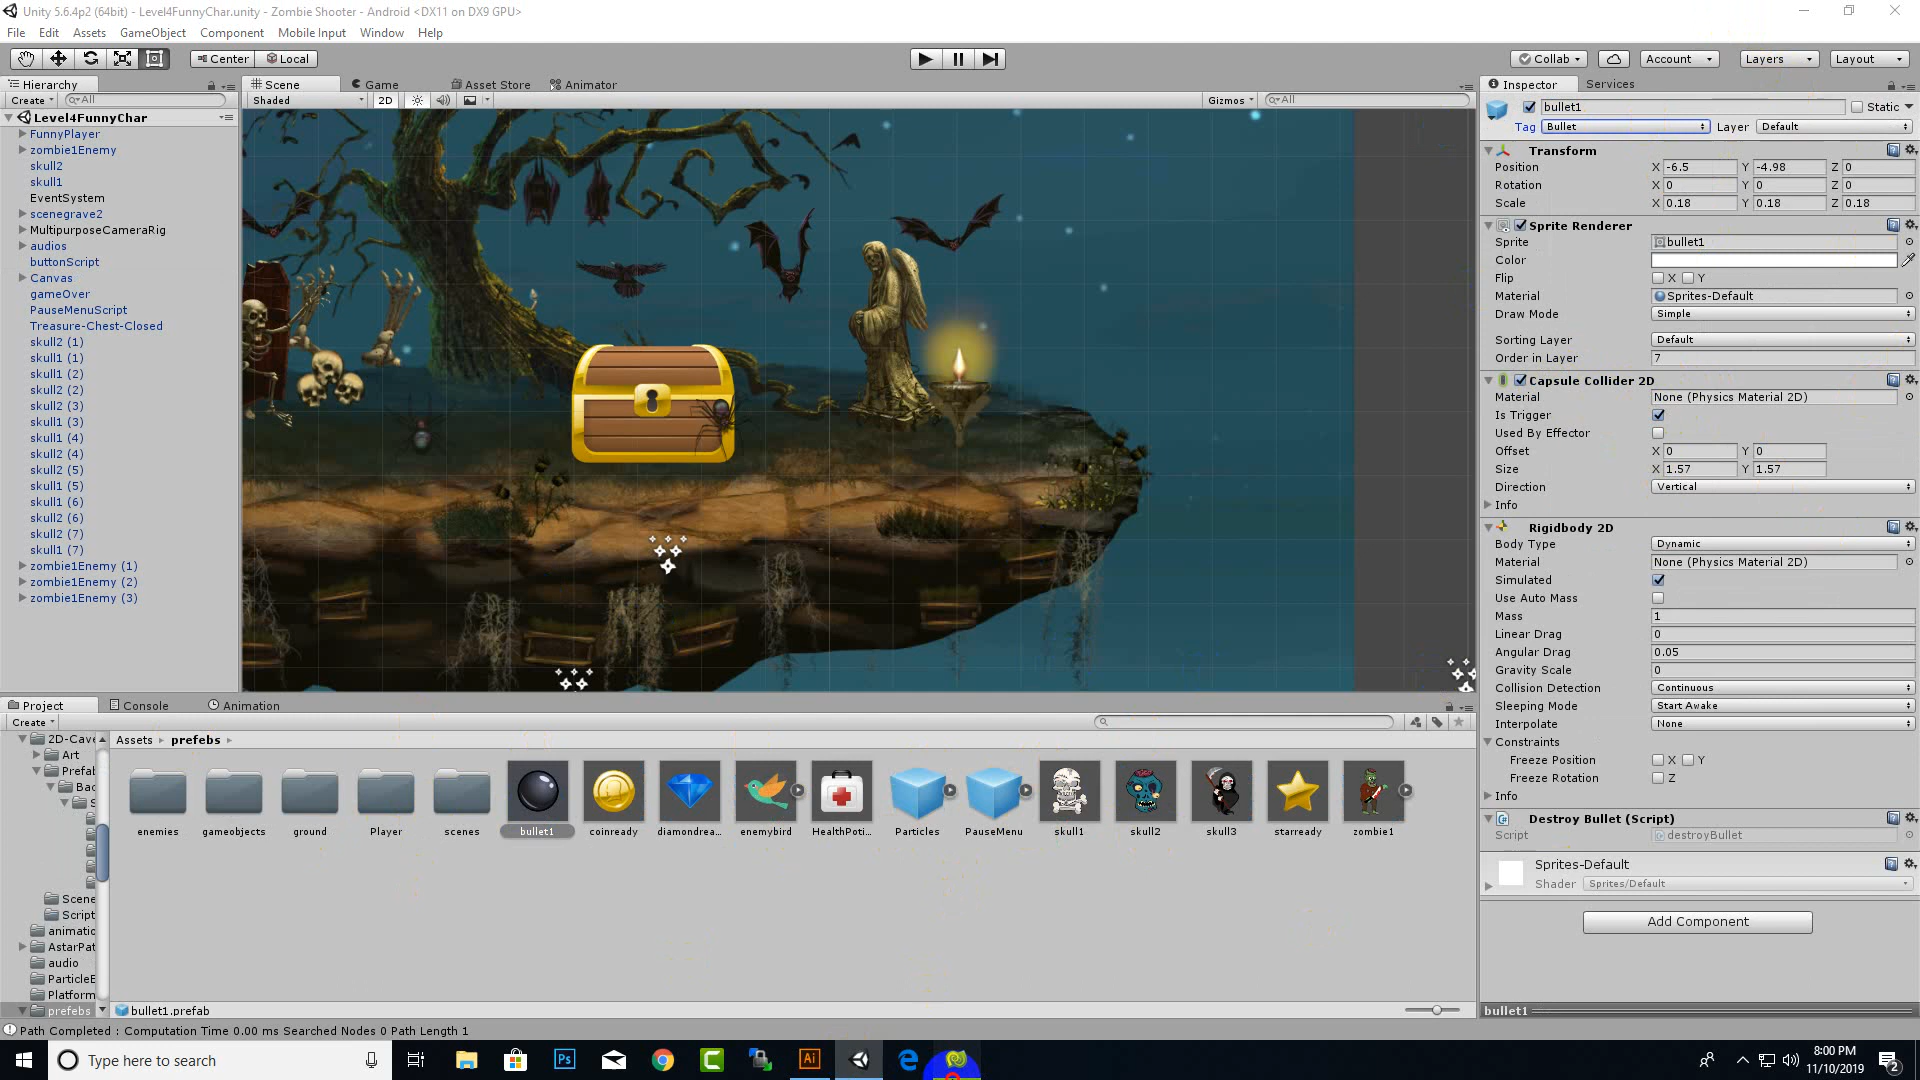 Unity 5.6.4p2 (64bit) - Level4FunnyChar.unity - Zombie Shooter - Android <DX11 on DX9 GPU>
File Edit Assets GameObject Component Mobile Input Window Help
Center Local Collab Account Layers Layout
Hierarchy Scene Game Asset Store Animator Inspector Services
Create All Shaded 2D Gizmos All
bullet1 Static
Tag Bullet Layer Default
Level4FunnyChar
FunnyPlayer
zombie1Enemy
skull2
skull1
EventSystem
scenegrave2
MultipurposeCameraRig
audios
buttonScript
Canvas
gameOver
PauseMenuScript
Treasure-Chest-Closed
skull2 (1)
skull1 (1)
skull1 (2)
skull2 (2)
skull2 (3)
skull1 (3)
skull1 (4)
skull2 (4)
skull2 (5)
skull1 (5)
skull1 (6)
skull2 (6)
skull2 (7)
skull1 (7)
zombie1Enemy (1)
zombie1Enemy (2)
zombie1Enemy (3)
Transform
Position X -6.5 Y -4.98 Z 0
Rotation X 0 Y 0 Z 0
Scale X 0.18 Y 0.18 Z 0.18
Sprite Renderer
Sprite bullet1
Color
Flip X Y
Material Sprites-Default
Draw Mode Simple
Sorting Layer Default
Order in Layer 7
Capsule Collider 2D
Material None (Physics Material 2D)
Is Trigger
Used By Effector
Offset X 0 Y 0
Size X 1.57 Y 1.57
Direction Vertical
Info
Rigidbody 2D
Body Type Dynamic
Material None (Physics Material 2D)
Simulated
Use Auto Mass
Mass 1
Linear Drag 0
Angular Drag 0.05
Gravity Scale 0
Collision Detection Continuous
Sleeping Mode Start Awake
Interpolate None
Constraints
Freeze Position X Y
Freeze Rotation Z
Info
Destroy Bullet (Script)
Script destroyBullet
Sprites-Default
Shader Sprites/Default
Add Component
bullet1
Project Console Animation
Create
2D-Cave
Art
Prefab
Bac
S
Scene
Script
animatio
AstarPat
audio
ParticleE
Platform
prefebs
Assets prefebs
enemies gameobjects ground Player scenes bullet1 coinready diamondrea... enemybird HealthPoti... Particles PauseMenu skull1 skull2 skull3 starready zombie1
bullet1.prefab
Path Completed : Computation Time 0.00 ms Searched Nodes 0 Path Length 1
Type here to search
Ps
Ai
8:00 PM
11/10/2019
2